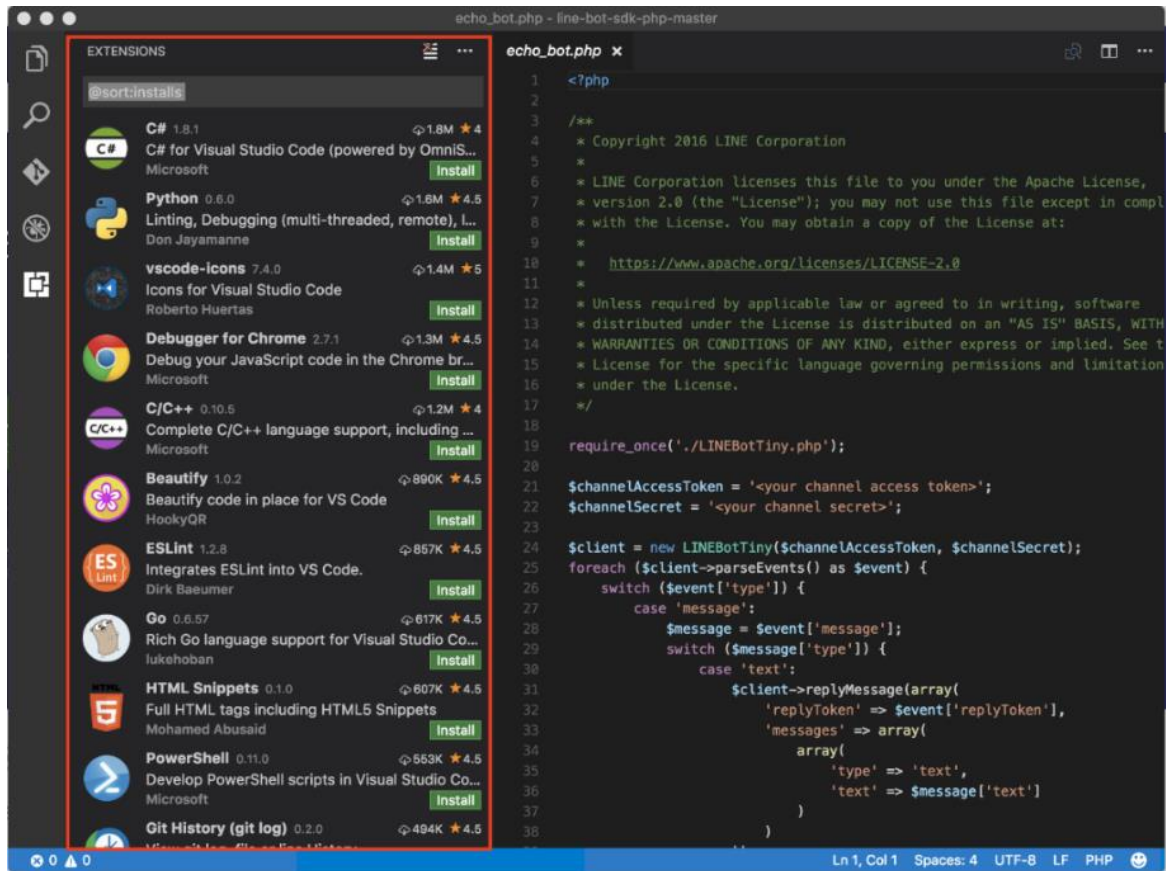 echo_bot.php - line-bot-sdk-php-master
EXTENSIONS
@sort:installs
C# 1.8.1 1.8M ★4
C# for Visual Studio Code (powered by OmniS...
Microsoft Install
Python 0.6.0 1.6M ★4.5
Linting, Debugging (multi-threaded, remote), I...
Don Jayamanne Install
vscode-icons 7.4.0 1.4M ★5
Icons for Visual Studio Code
Roberto Huertas Install
Debugger for Chrome 2.7.1 1.3M ★4.5
Debug your JavaScript code in the Chrome br...
Microsoft Install
C/C++ 0.10.5 1.2M ★4
Complete C/C++ language support, including ...
Microsoft Install
Beautify 1.0.2 890K ★4.5
Beautify code in place for VS Code
HookyQR Install
ESLint 1.2.8 857K ★4.5
Integrates ESLint into VS Code.
Dirk Baeumer Install
Go 0.6.57 617K ★4.5
Rich Go language support for Visual Studio Co...
lukehoban Install
HTML Snippets 0.1.0 607K ★4.5
Full HTML tags including HTML5 Snippets
Mohamed Abusaid Install
PowerShell 0.11.0 553K ★4.5
Develop PowerShell scripts in Visual Studio Co...
Microsoft Install
Git History (git log) 0.2.0 494K ★4.5
C#
C/C++
ES
Lint
HTML
5
echo_bot.php ×
1 <?php
2
3 /**
4 * Copyright 2016 LINE Corporation
5 *
6 * LINE Corporation licenses this file to you under the Apache License,
7 * version 2.0 (the "License"); you may not use this file except in compl
8 * with the License. You may obtain a copy of the License at:
9 *
10 * https://www.apache.org/licenses/LICENSE-2.0
11 *
12 * Unless required by applicable law or agreed to in writing, software
13 * distributed under the License is distributed on an "AS IS" BASIS, WITH
14 * WARRANTIES OR CONDITIONS OF ANY KIND, either express or implied. See t
15 * License for the specific language governing permissions and limitation
16 * under the License.
17 */
18
19 require_once('./LINEBotTiny.php');
20
21 $channelAccessToken = '<your channel access token>';
22 $channelSecret = '<your channel secret>';
23
24 $client = new LINEBotTiny($channelAccessToken, $channelSecret);
25 foreach ($client->parseEvents() as $event) {
26 switch ($event['type']) {
27 case 'message':
28 $message = $event['message'];
29 switch ($message['type']) {
30 case 'text':
31 $client->replyMessage(array(
32 'replyToken' => $event['replyToken'],
33 'messages' => array(
34 array(
35 'type' => 'text',
36 'text' => $message['text']
37 )
38 )
0 0
Ln 1, Col 1 Spaces: 4 UTF-8 LF PHP